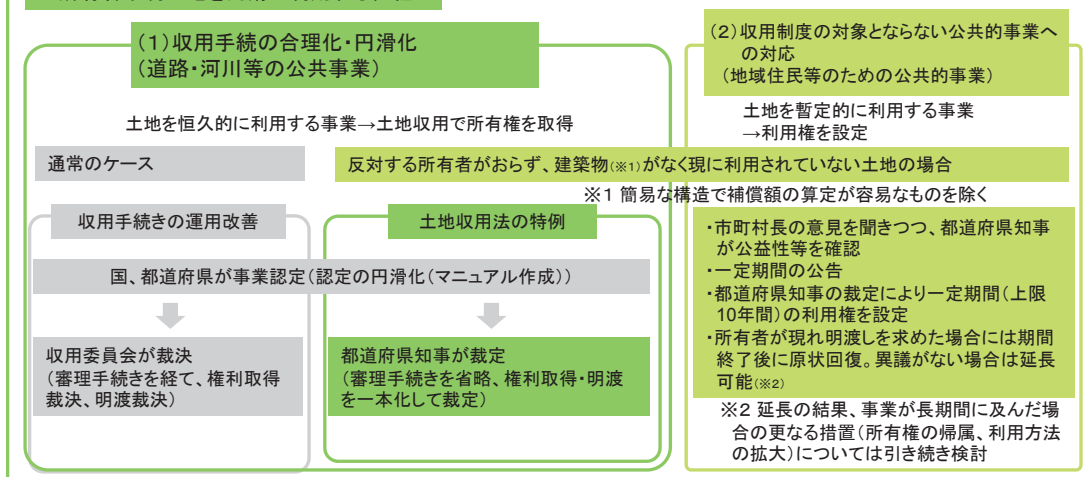 (1)収用手続の合理化・円滑化
(道路・河川等の公共事業)
土地を恒久的に利用する事業→土地収用で所有権を取得
(2)収用制度の対象とならない公共的事業へ
の対応
(地域住民等のための公共的事業)
土地を暫定的に利用する事業
→利用権を設定
通常のケース
反対する所有者がおらず、建築物(※1)がなく現に利用されていない土地の場合
※1 簡易な構造で補償額の算定が容易なものを除く
収用手続きの運用改善
土地収用法の特例
国、都道府県が事業認定(認定の円滑化(マニュアル作成))
収用委員会が裁決
(審理手続きを経て、権利取得
裁決、明渡裁決)
都道府県知事が裁定
(審理手続きを省略、権利取得・明渡
を一本化して裁定)
・市町村長の意見を聞きつつ、都道府県知事
が公益性等を確認
・一定期間の公告
・都道府県知事の裁定により一定期間(上限
10年間)の利用権を設定
・所有者が現れ明渡しを求めた場合には期間
終了後に原状回復。異議がない場合は延長
可能(※2)
※2 延長の結果、事業が長期間に及んだ場
合の更なる措置(所有権の帰属、利用方法
の拡大)については引き続き検討